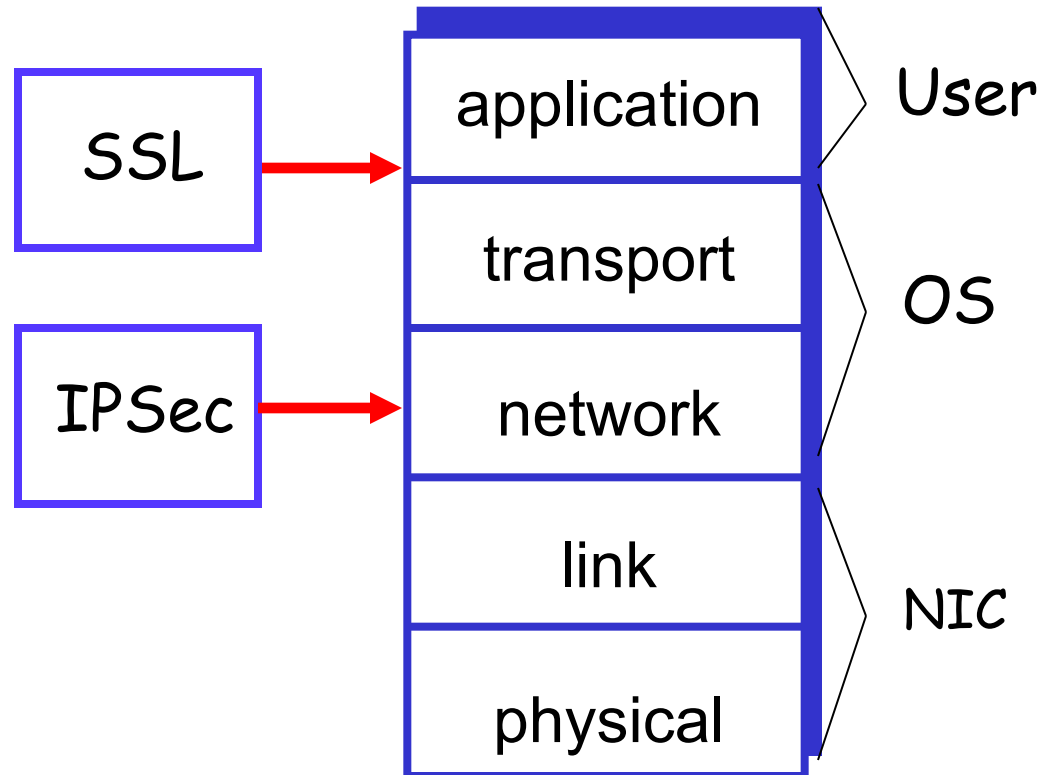 SSL
IPSec
application
transport
network
link
physical
User
OS
NIC